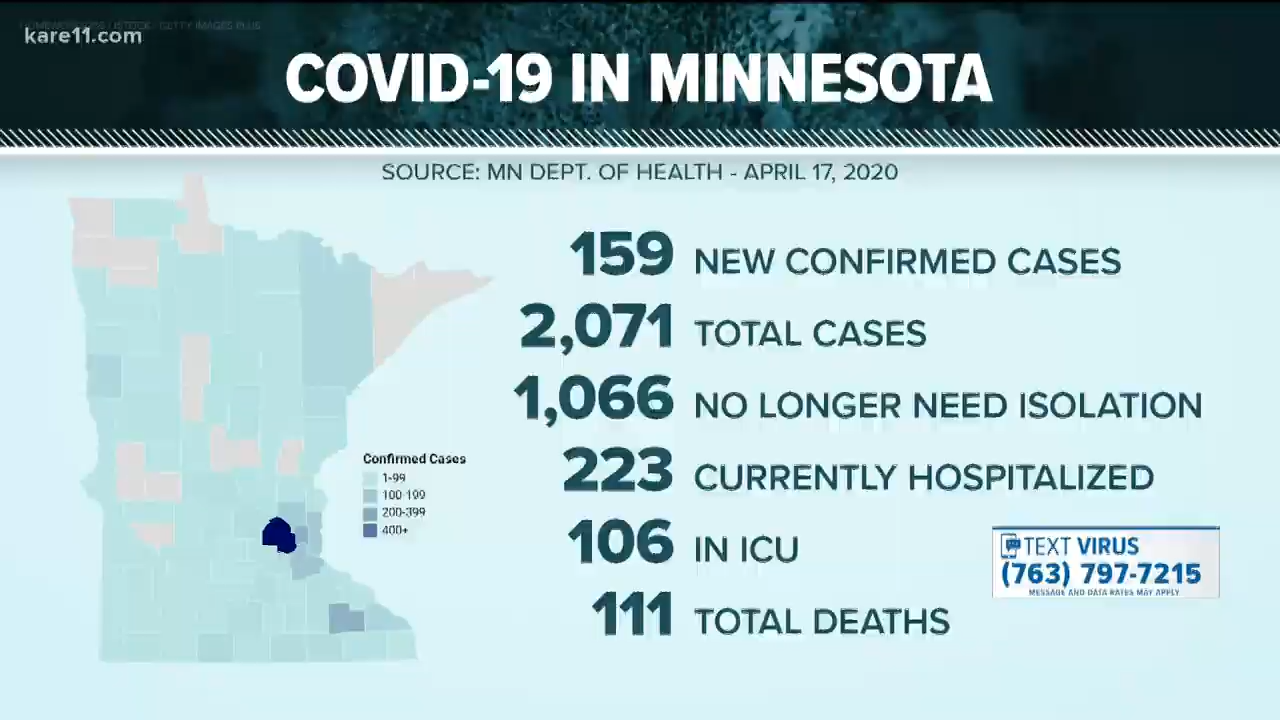 kare11.com
COVID-19 IN MINNESOTA
SOURCE: MN DEPT. OF HEALTH - APRIL 17, 2020
159 NEW CONFIRMED CASES
2,071 TOTAL CASES
1,066 NO LONGER NEED ISOLATION
223 CURRENTLY HOSPITALIZED
106 IN ICU
111 TOTAL DEATHS
Confirmed Cases
1-99
100-199
200-399
400+
TEXT VIRUS
(763) 797-7215
MESSAGE AND DATA RATES MAY APPLY